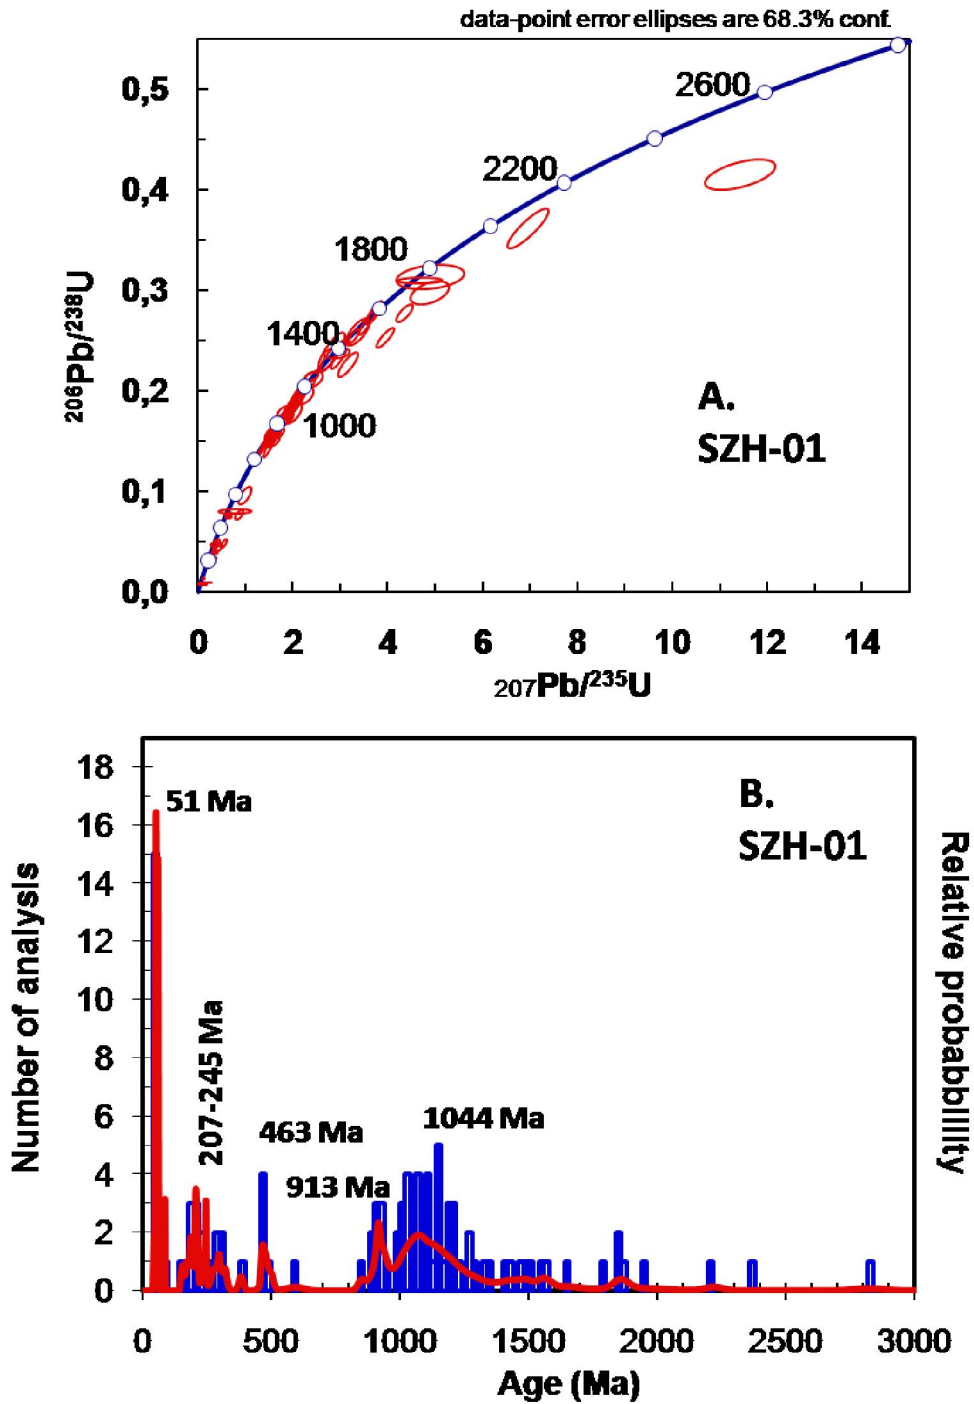 data-point error ellipses are 68.3% conf.
0,5
0,4
0,3
0,2
0,1
0,0
206Pb/238U
2600
2200
1800
1400
1000
A.
SZH-01
0 2 4 6 8 10 12 14
207Pb/235U
18
16
14
12
10
8
6
4
2
0
Number of analysis
51 Ma
207-245 Ma
463 Ma
913 Ma
1044 Ma
B.
SZH-01
Relative probabbility
0 500 1000 1500 2000 2500 3000
Age (Ma)